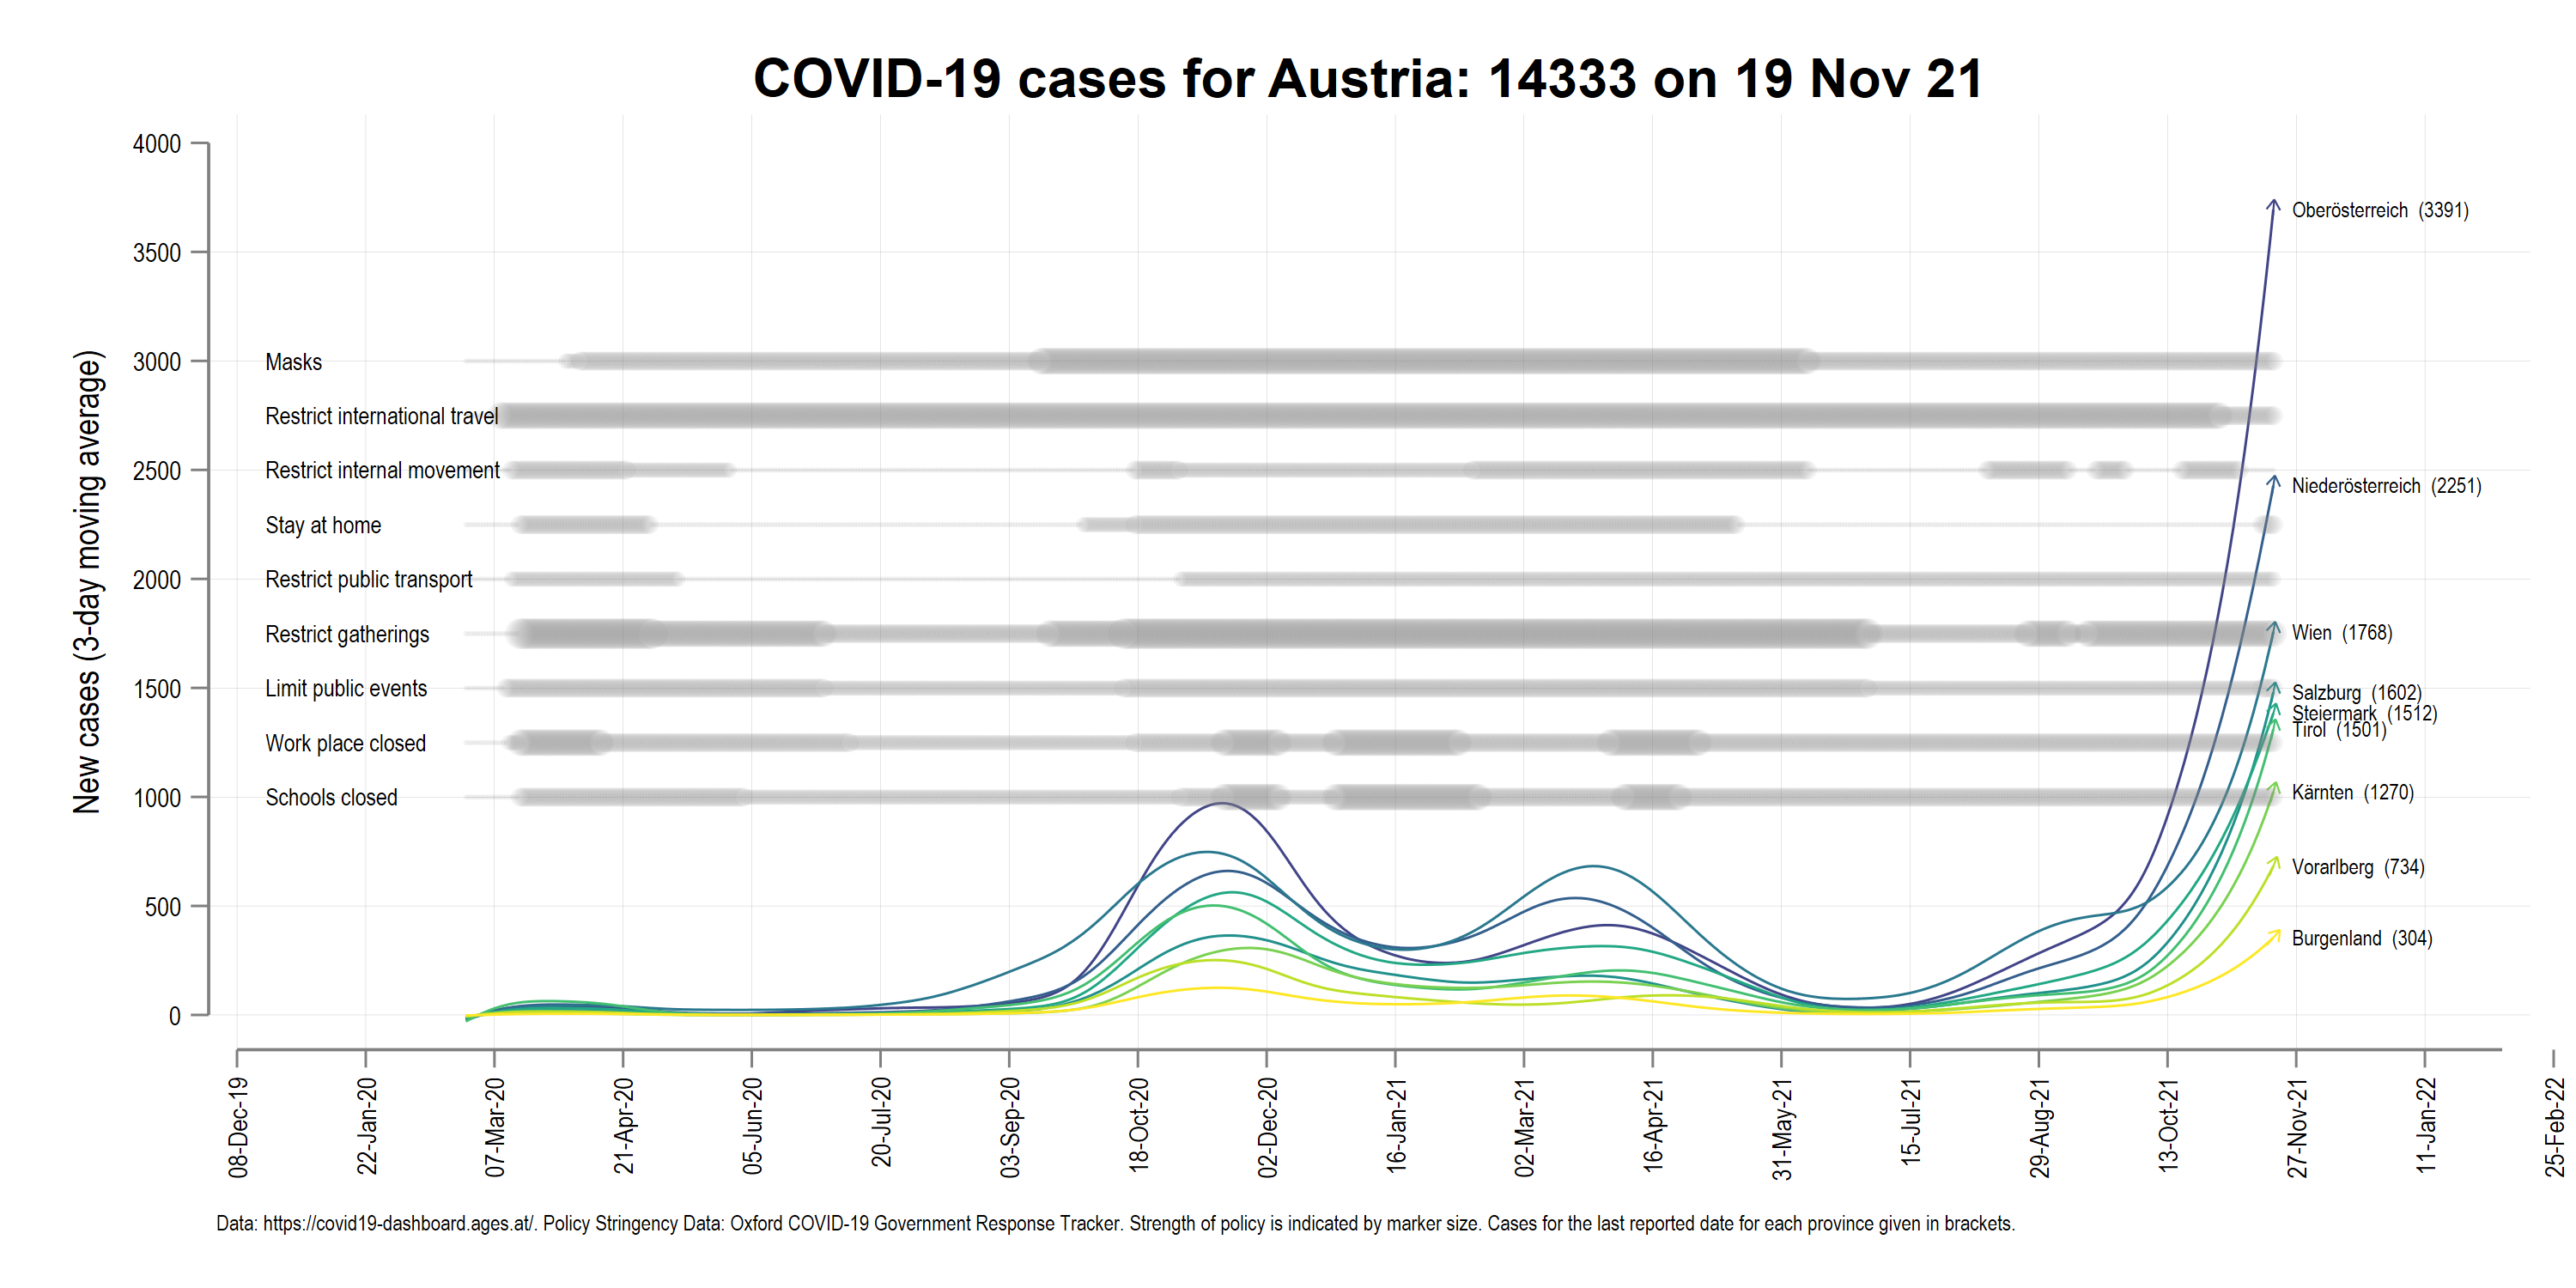 COVID-19 cases for Austria: 14333 on 19 Nov 21
New cases (3-day moving average)
4000
3500
3000
2500
2000
1500
1000
500
0
Masks
Restrict international travel
Restrict internal movement
Stay at home
Restrict public transport
Restrict gatherings
Limit public events
Work place closed
Schools closed
Oberösterreich (3391)
Niederösterreich (2251)
Wien (1768)
Salzburg (1602)
Steiermark (1512)
Tirol (1501)
Kärnten (1270)
Vorarlberg (734)
Burgenland (304)
08-Dec-19
22-Jan-20
07-Mar-20
21-Apr-20
05-Jun-20
20-Jul-20
03-Sep-20
18-Oct-20
02-Dec-20
16-Jan-21
02-Mar-21
16-Apr-21
31-May-21
15-Jul-21
29-Aug-21
13-Oct-21
27-Nov-21
11-Jan-22
25-Feb-22
Data: https://covid19-dashboard.ages.at/. Policy Stringency Data: Oxford COVID-19 Government Response Tracker. Strength of policy is indicated by marker size. Cases for the last reported date for each province given in brackets.